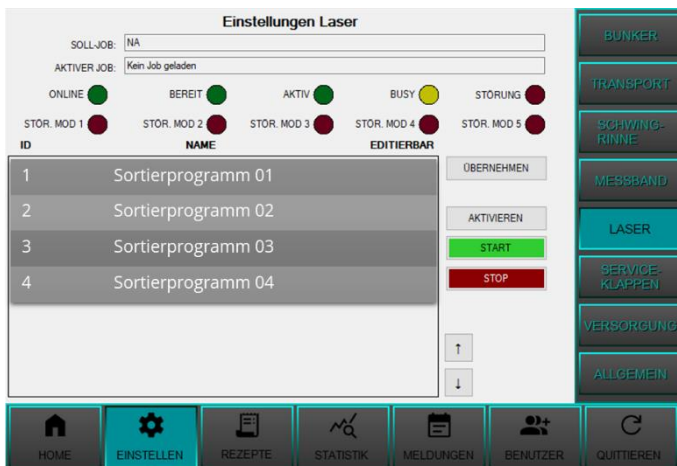 Einstellungen Laser
SOLL-JOB: NA
AKTIVER JOB: Kein Job geladen
ONLINE BEREIT AKTIV BUSY STÖRUNG
STÖR. MOD 1 STÖR. MOD 2 STÖR. MOD 3 STÖR. MOD 4 STÖR. MOD 5
ID NAME EDITIERBAR
1 Sortierprogramm 01
2 Sortierprogramm 02
3 Sortierprogramm 03
4 Sortierprogramm 04
ÜBERNEHMEN
AKTIVIEREN
START
STOP
↑
↓
BUNKER
TRANSPORT
SCHWING-
RINNE
MESSBAND
LASER
SERVICE-
KLAPPEN
VERSORGUNG
ALLGEMEIN
HOME EINSTELLEN REZEPTE STATISTIK MELDUNGEN BENUTZER QUITTIEREN